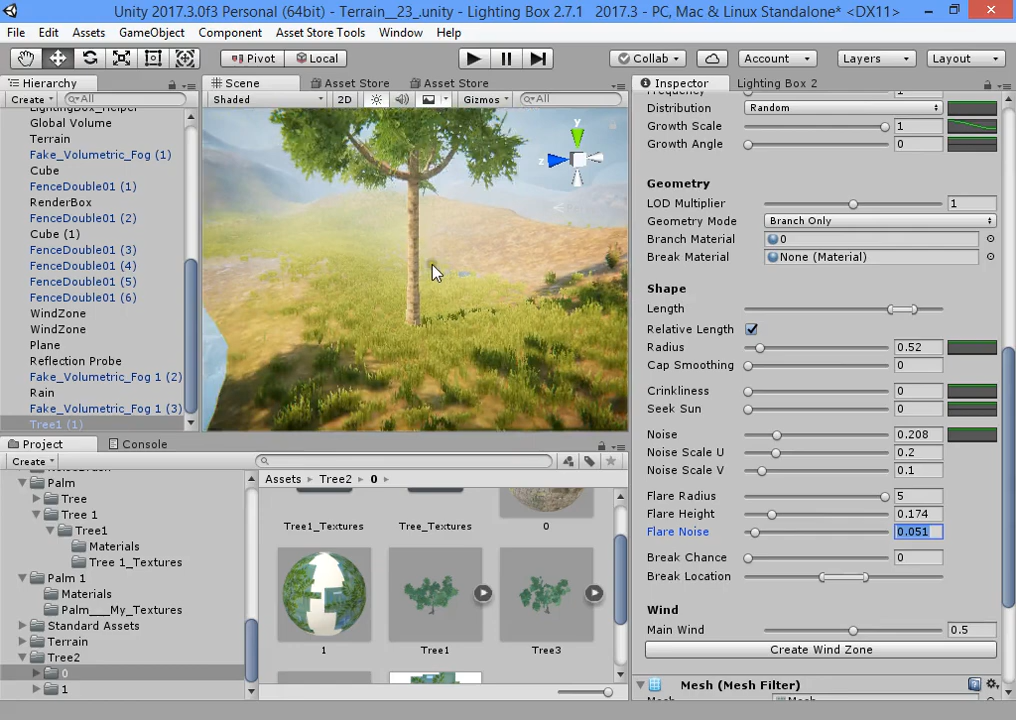 Unity 2017.3.0f3 Personal (64bit) - Terrain__23_.unity - Lighting Box 2.7.1   2017.3 - PC, Mac & Linux Standalone* <DX11>
File Edit Assets GameObject Component Asset Store Tools Window Help
Pivot Local Collab Account Layers Layout
Hierarchy Scene Asset Store Asset Store Inspector Lighting Box 2
Create All Shaded 2D Gizmos All
LightingBox_Helper
Global Volume
Terrain
Fake_Volumetric_Fog (1)
Cube
FenceDouble01 (1)
RenderBox
FenceDouble01 (2)
Cube (1)
FenceDouble01 (3)
FenceDouble01 (4)
FenceDouble01 (5)
FenceDouble01 (6)
WindZone
WindZone
Plane
Reflection Probe
Fake_Volumetric_Fog 1 (2)
Rain
Fake_Volumetric_Fog 1 (3)
Tree1 (1)
y
z
Frequency 1
Distribution Random
Growth Scale 1
Growth Angle 0
Geometry
LOD Multiplier 1
Geometry Mode Branch Only
Branch Material 0
Break Material None (Material)
Shape
Length
Relative Length
Radius 0.52
Cap Smoothing 0
Crinkliness 0
Seek Sun 0
Noise 0.208
Noise Scale U 0.2
Noise Scale V 0.1
Flare Radius 5
Flare Height 0.174
Flare Noise 0.051
Break Chance 0
Break Location
Wind
Main Wind 0.5
Create Wind Zone
Mesh (Mesh Filter)
Project Console
Create
Palm
Tree
Tree 1
Tree1
Materials
Tree 1_Textures
Palm 1
Materials
Palm___My_Textures
Standard Assets
Terrain
Tree2
0
1
Assets Tree2 0
Tree1_Textures Tree_Textures 0
1 Tree1 Tree3